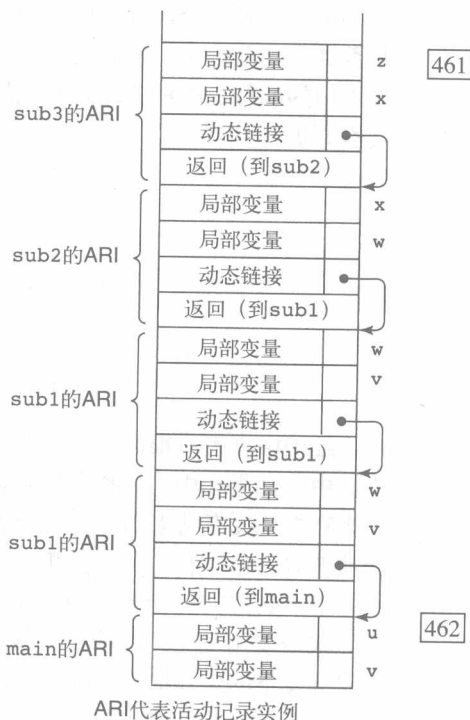 局部变量 z 461
局部变量 x
sub3的ARI
动态链接
返回（到sub2）
局部变量 x
局部变量 w
sub2的ARI
动态链接
返回（到sub1）
局部变量 w
局部变量 v
sub1的ARI
动态链接
返回（到sub1）
局部变量 w
局部变量 v
sub1的ARI
动态链接
返回（到main）
局部变量 u 462
main的ARI
局部变量 v
ARI代表活动记录实例